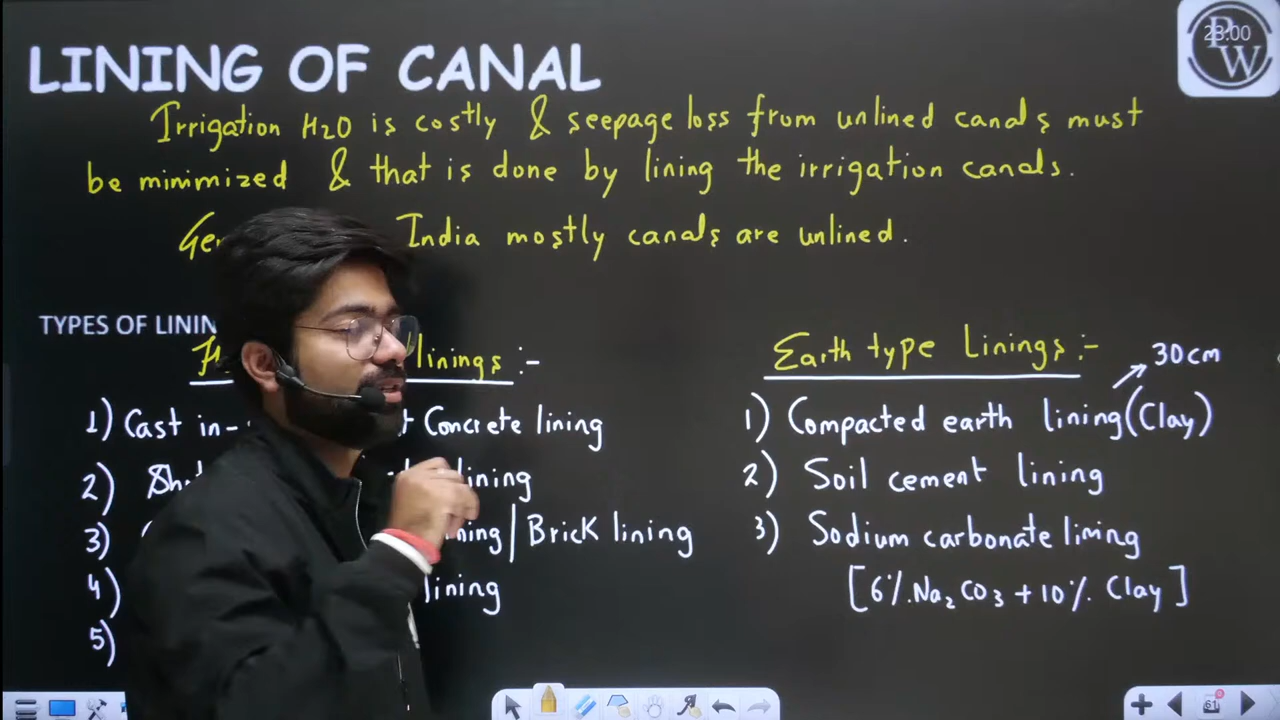 LINING OF CANAL
PW
23:00
Irrigation H2O is costly & seepage loss from unlined canals must
be minimized & that is done by lining the irrigation canals.
India mostly canals are unlined.
TYPES OF LININ
linings :-
1) Cast in- Concrete lining
2) lining
3) lining | Brick lining
4) lining
5)
Earth type Linings :-
30cm
1) Compacted earth lining (Clay)
2) Soil cement lining
3) Sodium carbonate lining
[6%.Na2CO3 + 10%. Clay]
61